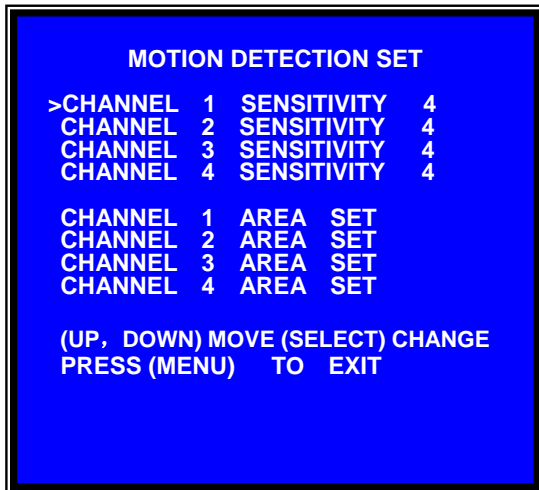 MOTION DETECTION SET
>CHANNEL 1 SENSITIVITY 4
CHANNEL 2 SENSITIVITY 4
CHANNEL 3 SENSITIVITY 4
CHANNEL 4 SENSITIVITY 4
CHANNEL 1 AREA SET
CHANNEL 2 AREA SET
CHANNEL 3 AREA SET
CHANNEL 4 AREA SET
(UP，DOWN) MOVE (SELECT) CHANGE
PRESS (MENU) TO EXIT